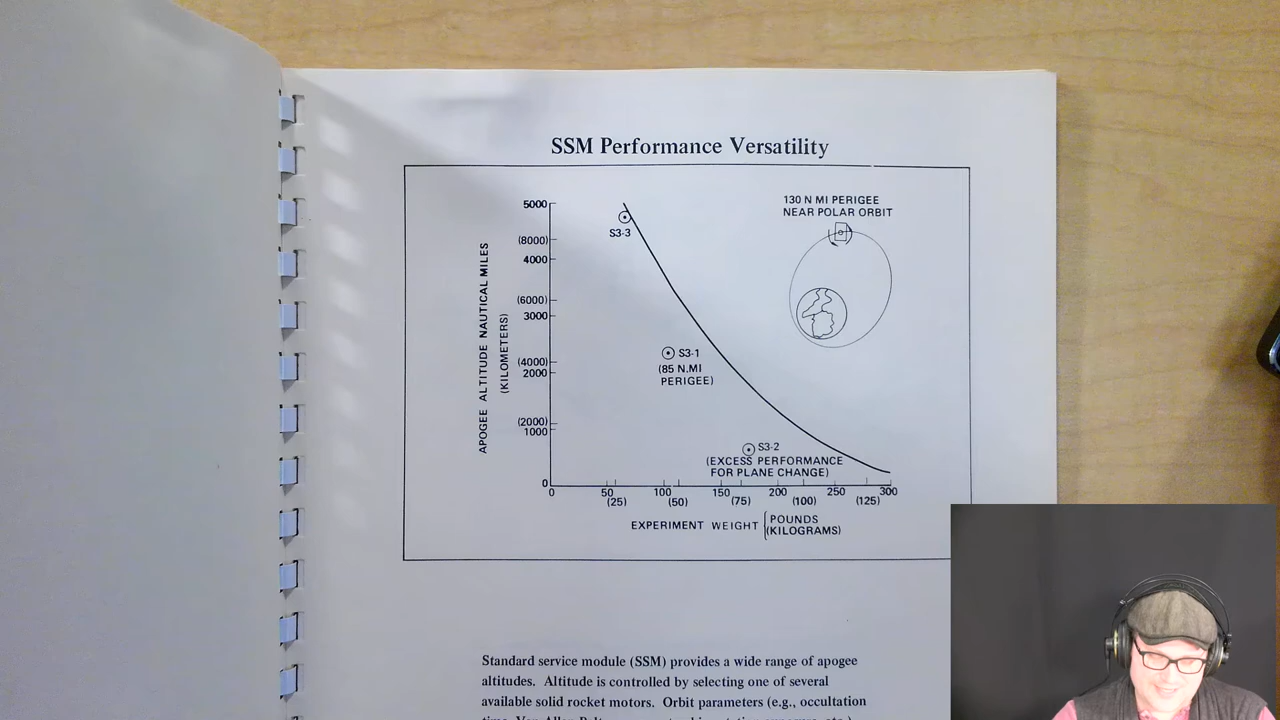 SSM Performance Versatility
130 N MI PERIGEE
NEAR POLAR ORBIT
APOGEE ALTITUDE NAUTICAL MILES
(KILOMETERS)
5000
(8000)
4000
(6000)
3000
(4000)
2000
(2000)
1000
0
S3-3
S3-1
(85 N.MI
PERIGEE)
S3-2
(EXCESS PERFORMANCE
FOR PLANE CHANGE)
0 50 100 150 200 250 300
(25) (50) (75) (100) (125)
EXPERIMENT WEIGHT POUNDS
(KILOGRAMS)
Standard service module (SSM) provides a wide range of apogee
altitudes. Altitude is controlled by selecting one of several
available solid rocket motors. Orbit parameters (e.g., occultation
time, Van Allen Belt